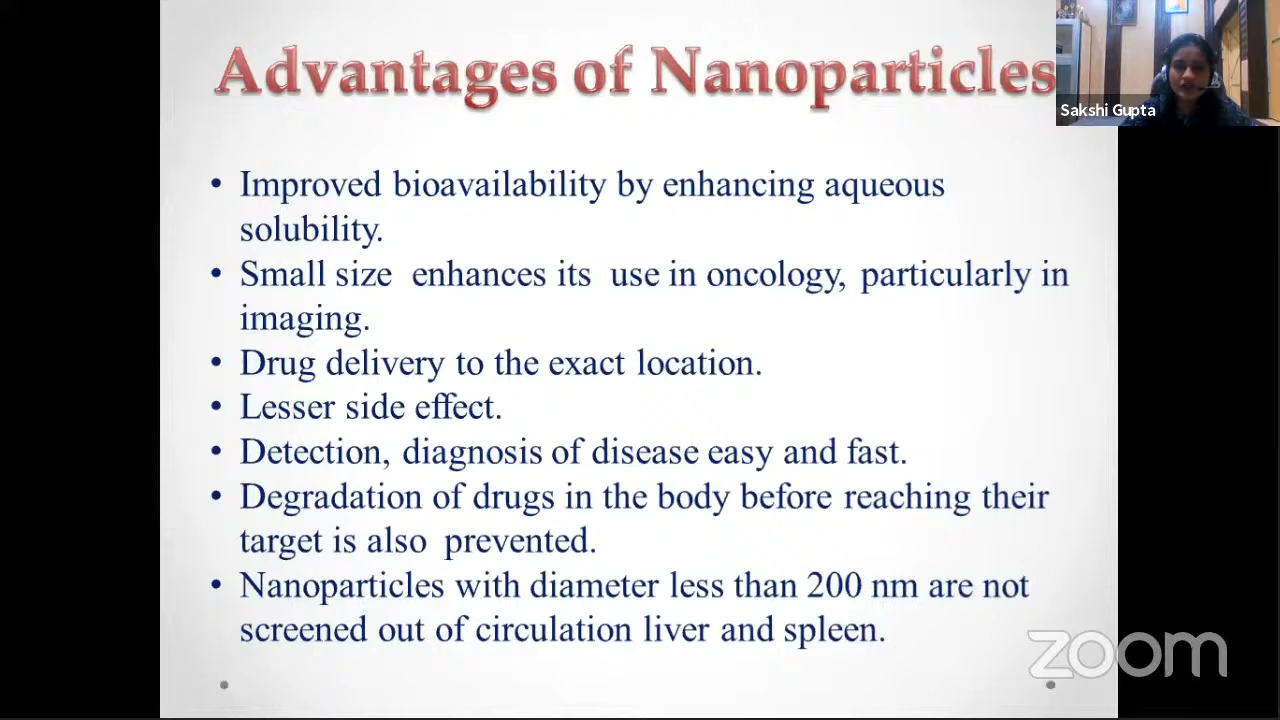 Advantages of Nanoparticles
Sakshi Gupta
• Improved bioavailability by enhancing aqueous
solubility.
• Small size enhances its use in oncology, particularly in
imaging.
• Drug delivery to the exact location.
• Lesser side effect.
• Detection, diagnosis of disease easy and fast.
• Degradation of drugs in the body before reaching their
target is also prevented.
• Nanoparticles with diameter less than 200 nm are not
screened out of circulation liver and spleen.
zoom